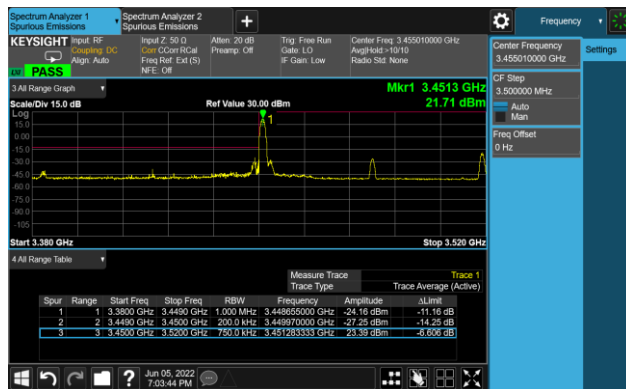 Spectrum Analyzer 1
Spurious Emissions
Spectrum Analyzer 2
Spurious Emissions
Frequency
KEYSIGHT Input: RF
Coupling: DC
Align: Auto
Input Z: 50 Ω
Corr CCorr RCal
Freq Ref: Ext (S)
NFE: Off
Atten: 20 dB
Preamp: Off
Trig: Free Run
Gate: LO
IF Gain: Low
Center Freq: 3.455010000 GHz
Avg|Hold:>10/10
Radio Std: None
PASS
Center Frequency
3.455010000 GHz
Settings
CF Step
3.500000 MHz
Auto
Man
Freq Offset
0 Hz
3 All Range Graph
Mkr1 3.4513 GHz
Scale/Div 15.0 dB
Ref Value 30.00 dBm
21.71 dBm
Log
1
15.0
0.00
-15.0
-30.0
-45.0
-60.0
-75.0
-90.0
-105
Start 3.380 GHz
Stop 3.520 GHz
4 All Range Table
Measure Trace Trace 1
Trace Type Trace Average (Active)
Spur Range Start Freq Stop Freq RBW Frequency Amplitude ΔLimit
1 1 3.3800 GHz 3.4490 GHz 1.000 MHz 3.448655000 GHz -24.16 dBm -11.16 dB
2 2 3.4490 GHz 3.4500 GHz 200.0 kHz 3.449970000 GHz -27.25 dBm -14.25 dB
3 3 3.4500 GHz 3.5200 GHz 750.0 kHz 3.451283333 GHz 23.39 dBm -6.606 dB
Jun 05, 2022
7:03:44 PM